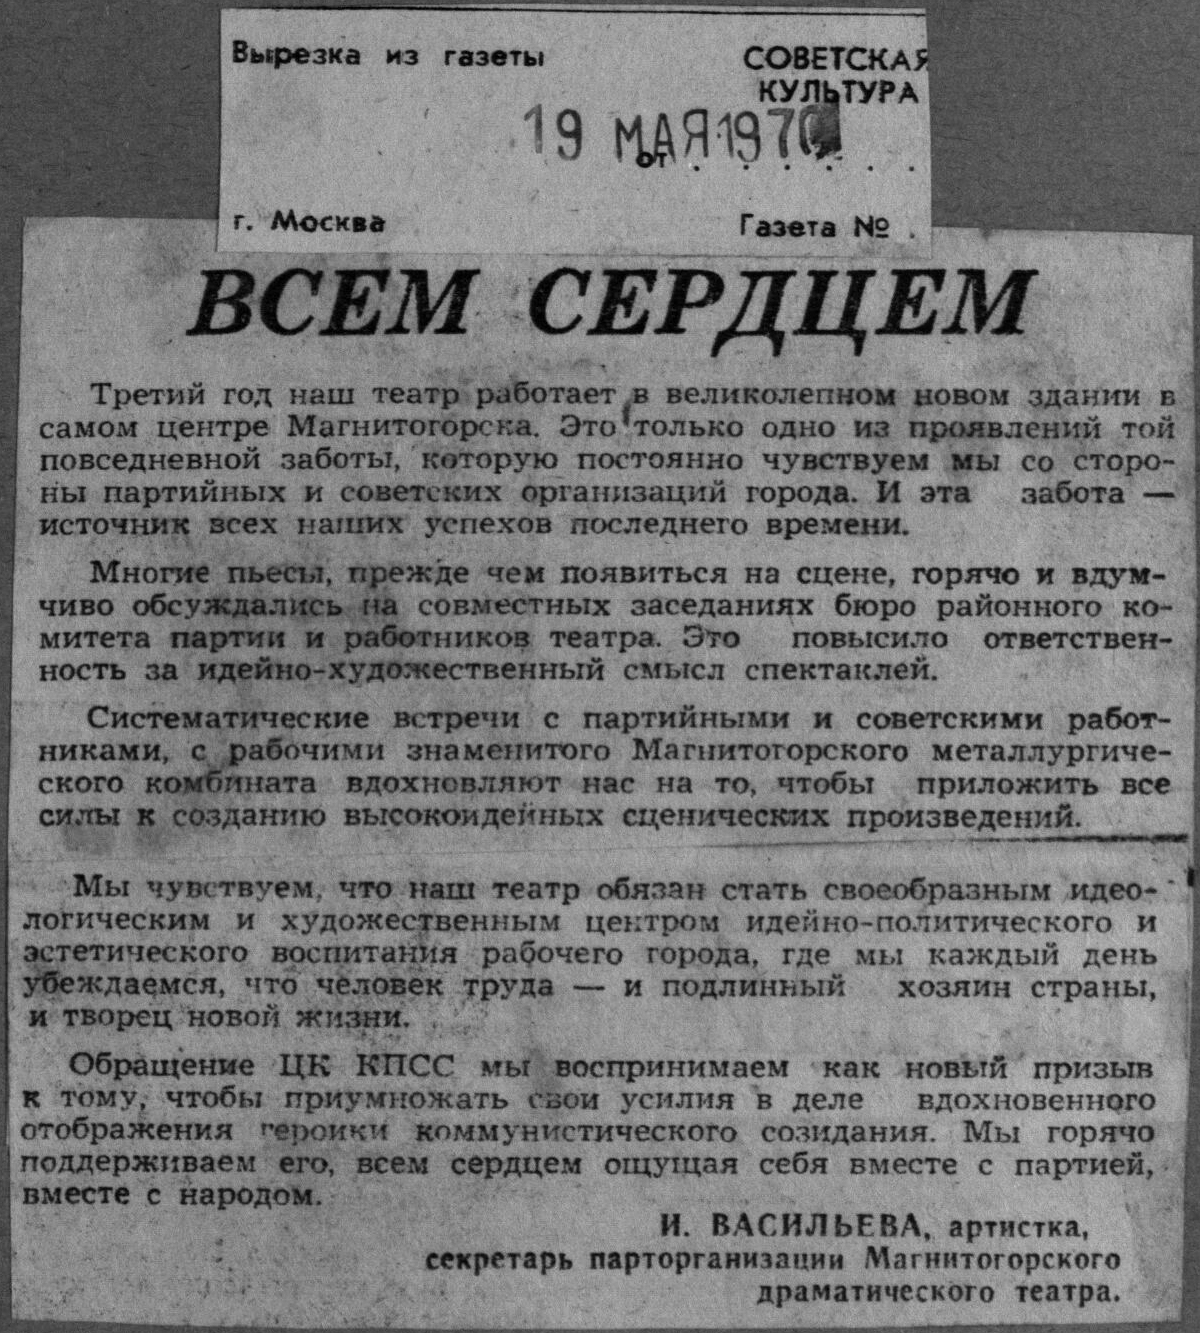 Вырезка из газеты
СОВЕТСКАЯ
КУЛЬТУРА
19 МАЯ 1970
от . . . . . .
г. Москва
Газета № .
ВСЕМ СЕРДЦЕМ
Третий год наш театр работает в великолепном новом здании в
самом центре Магнитогорска. Это только одно из проявлений той
повседневной заботы, которую постоянно чувствуем мы со сторо-
ны партийных и советских организаций города. И эта забота —
источник всех наших успехов последнего времени.
Многие пьесы, прежде чем появиться на сцене, горячо и вдум-
чиво обсуждались на совместных заседаниях бюро районного ко-
митета партии и работников театра. Это повысило ответствен-
ность за идейно-художественный смысл спектаклей.
Систематические встречи с партийными и советскими работ-
никами, с рабочими знаменитого Магнитогорского металлургиче-
ского комбината вдохновляют нас на то, чтобы приложить все
силы к созданию высокоидейных сценических произведений.
Мы чувствуем, что наш театр обязан стать своеобразным идео-
логическим и художественным центром идейно-политического и
эстетического воспитания рабочего города, где мы каждый день
убеждаемся, что человек труда — и подлинный хозяин страны,
и творец новой жизни.
Обращение ЦК КПСС мы воспринимаем как новый призыв
к тому, чтобы приумножать свои усилия в деле вдохновенного
отображения героики коммунистического созидания. Мы горячо
поддерживаем его, всем сердцем ощущая себя вместе с партией,
вместе с народом.
И. ВАСИЛЬЕВА, артистка,
секретарь парторганизации Магнитогорского
драматического театра.